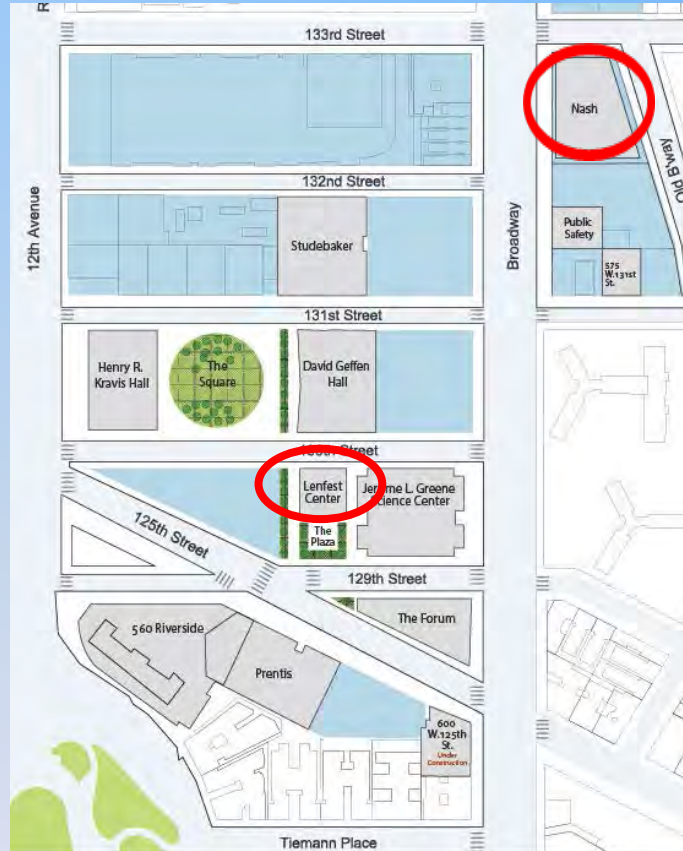 R
133rd Street
Nash
Old B'way
132nd Street
12th Avenue
Studebaker
Broadway
Public
Safety
575
W.131st
St.
131st Street
Henry R.
Kravis Hall
The
Square
David Geffen
Hall
Street
Lenfest
Center
Greene
Science Center
The
Plaza
125th Street
129th Street
560 Riverside
The Forum
Prentis
600
W.125th
St.
Under
Construction
Tiemann Place